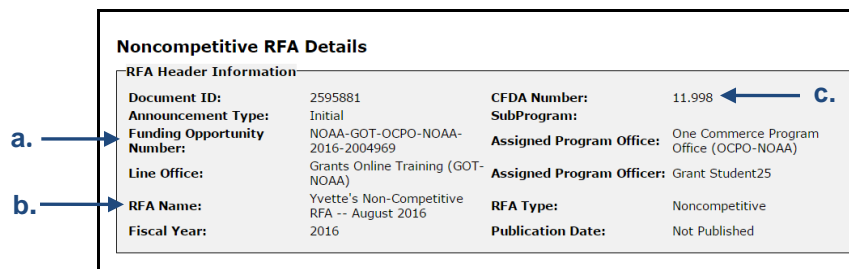 Noncompetitive RFA Details
RFA Header Information
Document ID: 2595881 CFDA Number: 11.998 c.
Announcement Type: Initial SubProgram:
a. Funding Opportunity Number: NOAA-GOT-OCPO-NOAA-2016-2004969 Assigned Program Office: One Commerce Program Office (OCPO-NOAA)
Line Office: Grants Online Training (GOT-NOAA) Assigned Program Officer: Grant Student25
b. RFA Name: Yvette's Non-Competitive RFA -- August 2016 RFA Type: Noncompetitive
Fiscal Year: 2016 Publication Date: Not Published